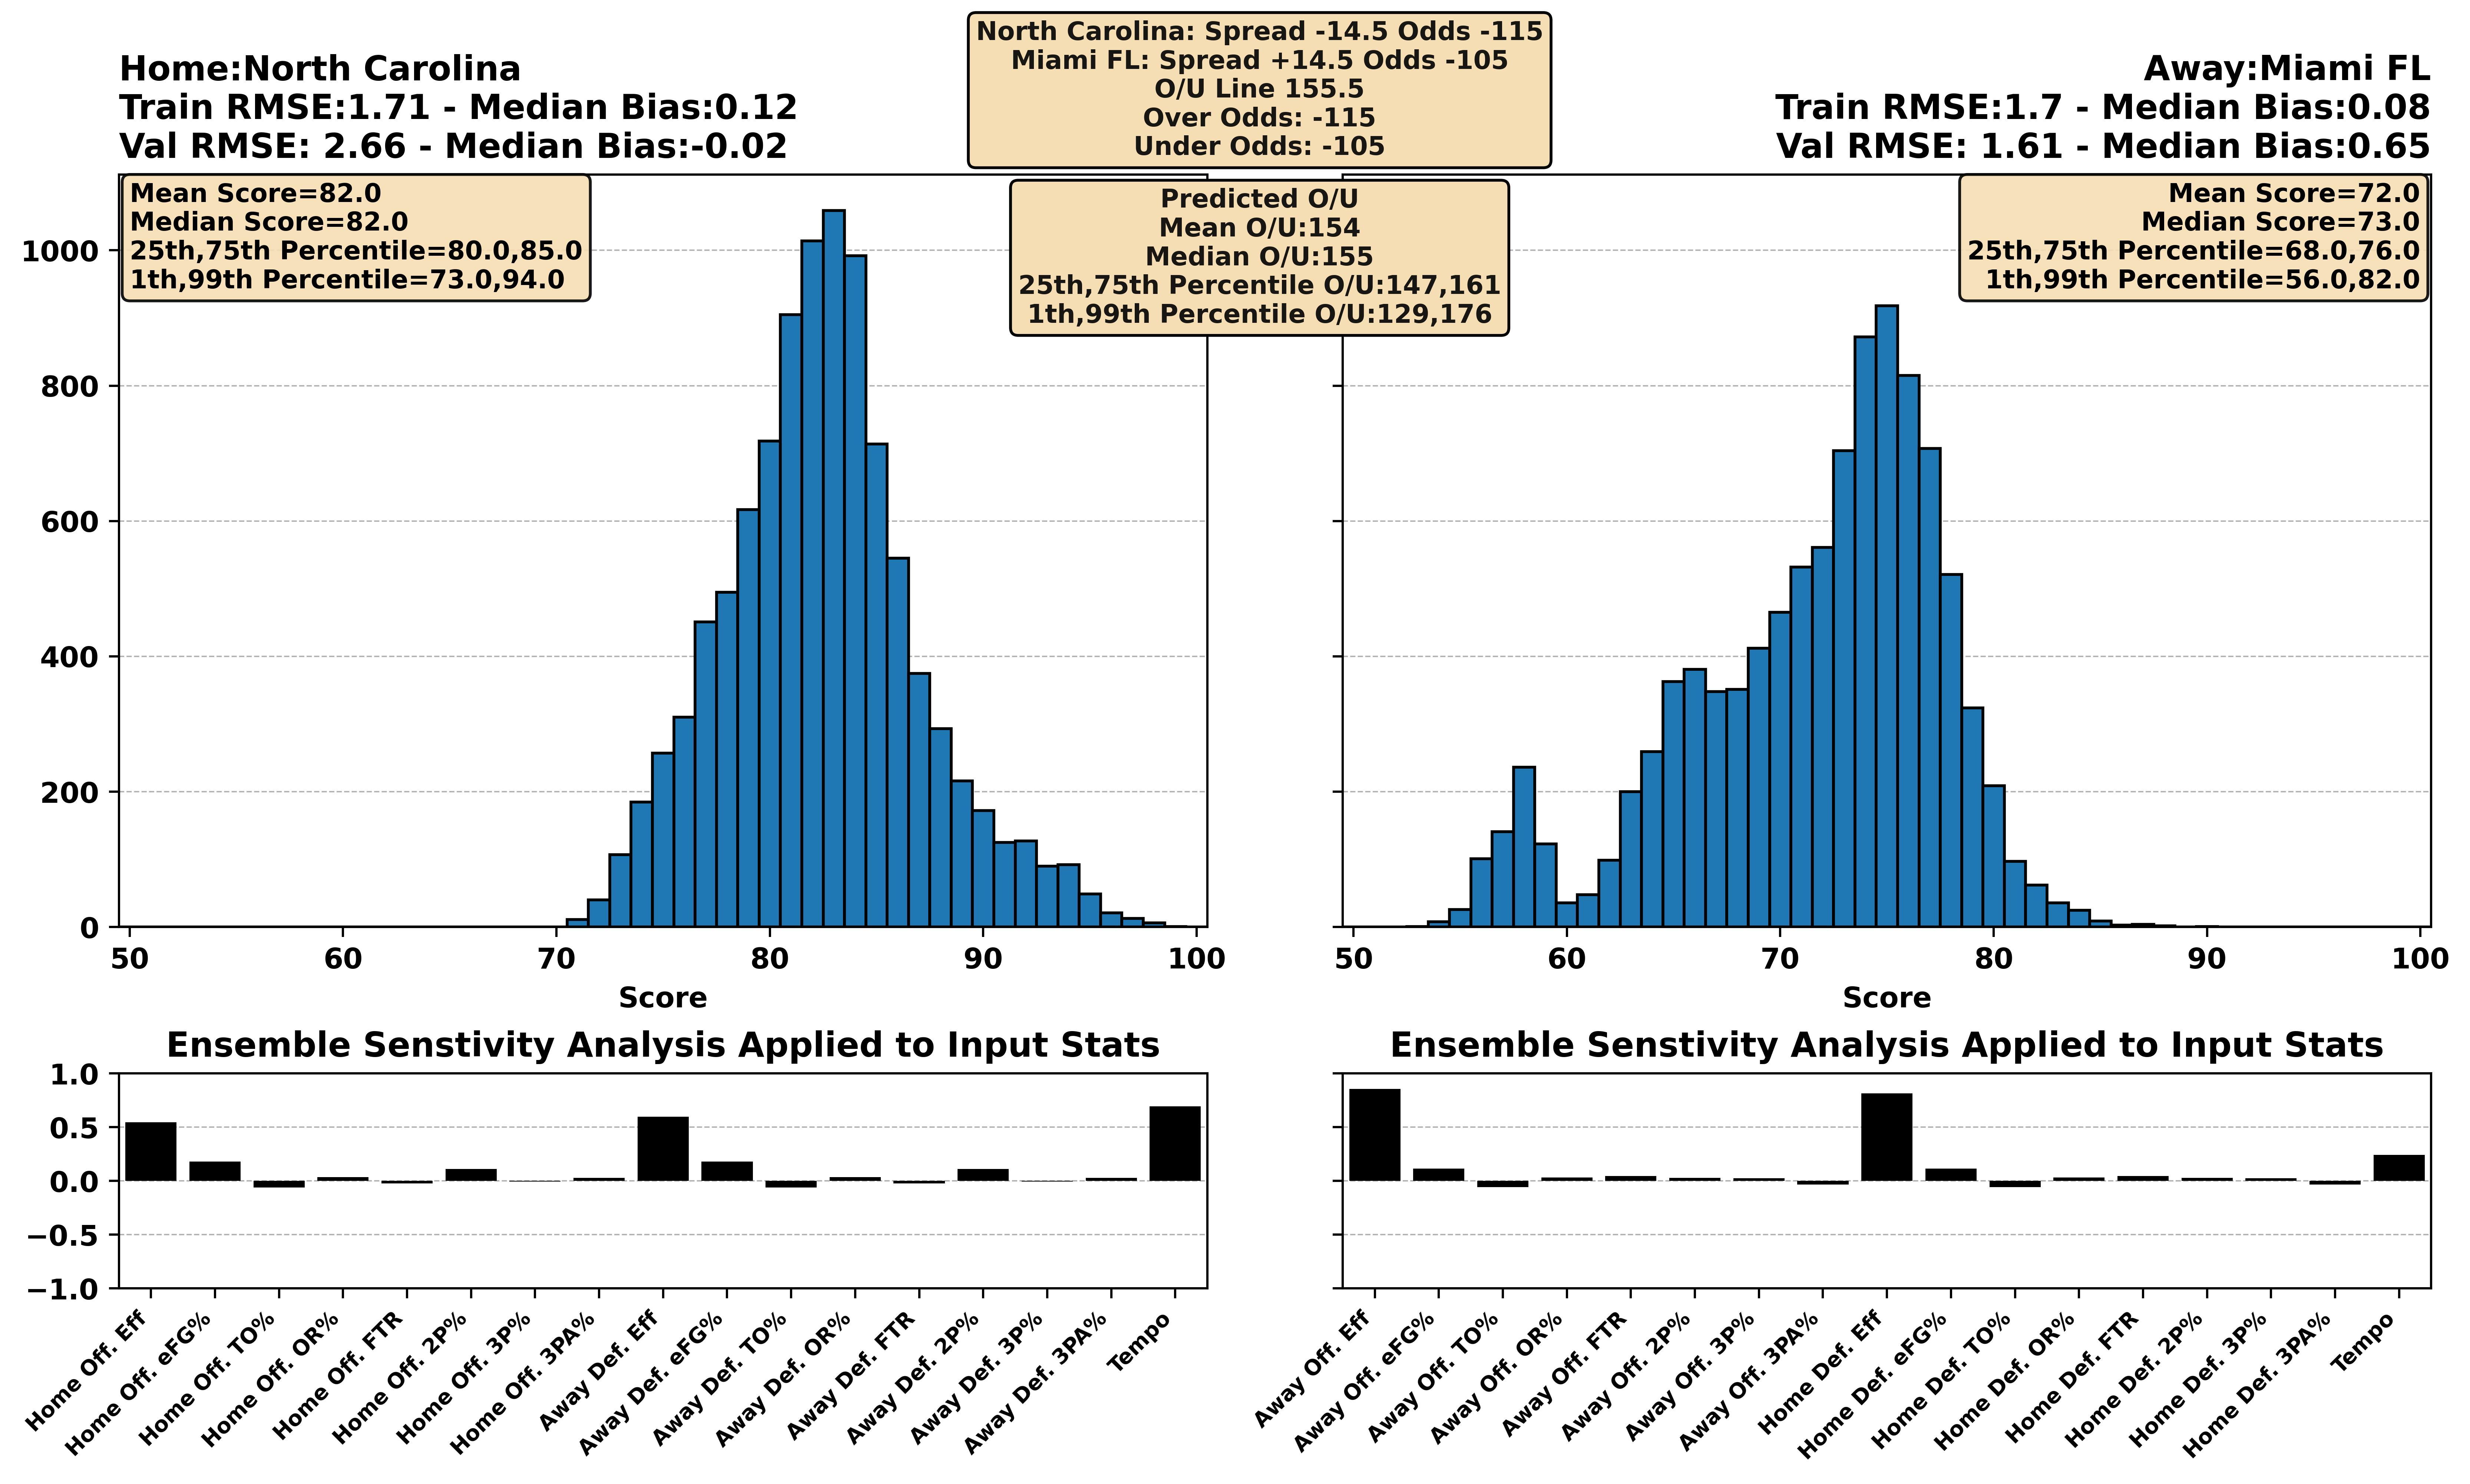 North Carolina: Spread -14.5 Odds -115
Miami FL: Spread +14.5 Odds -105
O/U Line 155.5
Over Odds: -115
Under Odds: -105
Home:North Carolina
Train RMSE:1.71 - Median Bias:0.12
Val RMSE: 2.66 - Median Bias:-0.02
Away:Miami FL
Train RMSE:1.7 - Median Bias:0.08
Val RMSE: 1.61 - Median Bias:0.65
Mean Score=82.0
Median Score=82.0
25th,75th Percentile=80.0,85.0
1th,99th Percentile=73.0,94.0
Predicted O/U
Mean O/U:154
Median O/U:155
25th,75th Percentile O/U:147,161
1th,99th Percentile O/U:129,176
Mean Score=72.0
Median Score=73.0
25th,75th Percentile=68.0,76.0
1th,99th Percentile=56.0,82.0
1000
800
600
400
200
0
50 60 70 80 90 100
Score
50 60 70 80 90 100
Score
Ensemble Senstivity Analysis Applied to Input Stats
1.0
0.5
0.0
−0.5
−1.0
Home Off. Eff
Home Off. eFG%
Home Off. TO%
Home Off. OR%
Home Off. FTR
Home Off. 2P%
Home Off. 3P%
Home Off. 3PA%
Away Def. Eff
Away Def. eFG%
Away Def. TO%
Away Def. OR%
Away Def. FTR
Away Def. 2P%
Away Def. 3P%
Away Def. 3PA%
Tempo
Ensemble Senstivity Analysis Applied to Input Stats
Away Off. Eff
Away Off. eFG%
Away Off. TO%
Away Off. OR%
Away Off. FTR
Away Off. 2P%
Away Off. 3P%
Away Off. 3PA%
Home Def. Eff
Home Def. eFG%
Home Def. TO%
Home Def. OR%
Home Def. FTR
Home Def. 2P%
Home Def. 3P%
Home Def. 3PA%
Tempo